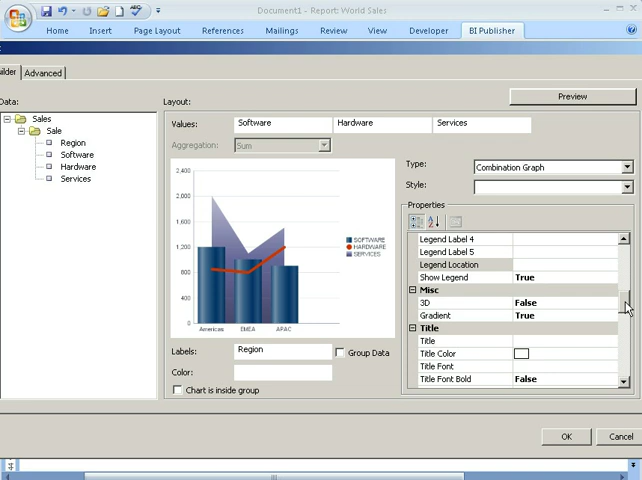 Document1 - Report: World Sales
Home Insert Page Layout References Mailings Review View Developer BI Publisher
ilder Advanced
Data:
Sales
Sale
Region
Software
Hardware
Services
Layout:
Preview
Values: Software Hardware Services
Aggregation: Sum
Type: Combination Graph
Style:
Properties
2,400
2,000
1,600
1,200
800
400
0
Americas EMEA APAC
SOFTWARE
HARDWARE
SERVICES
Legend Label 4
Legend Label 5
Legend Location
Show Legend True
Misc
3D False
Gradient True
Title
Title
Title Color
Title Font
Title Font Bold False
Labels: Region Group Data
Color:
Chart is inside group
OK Cancel